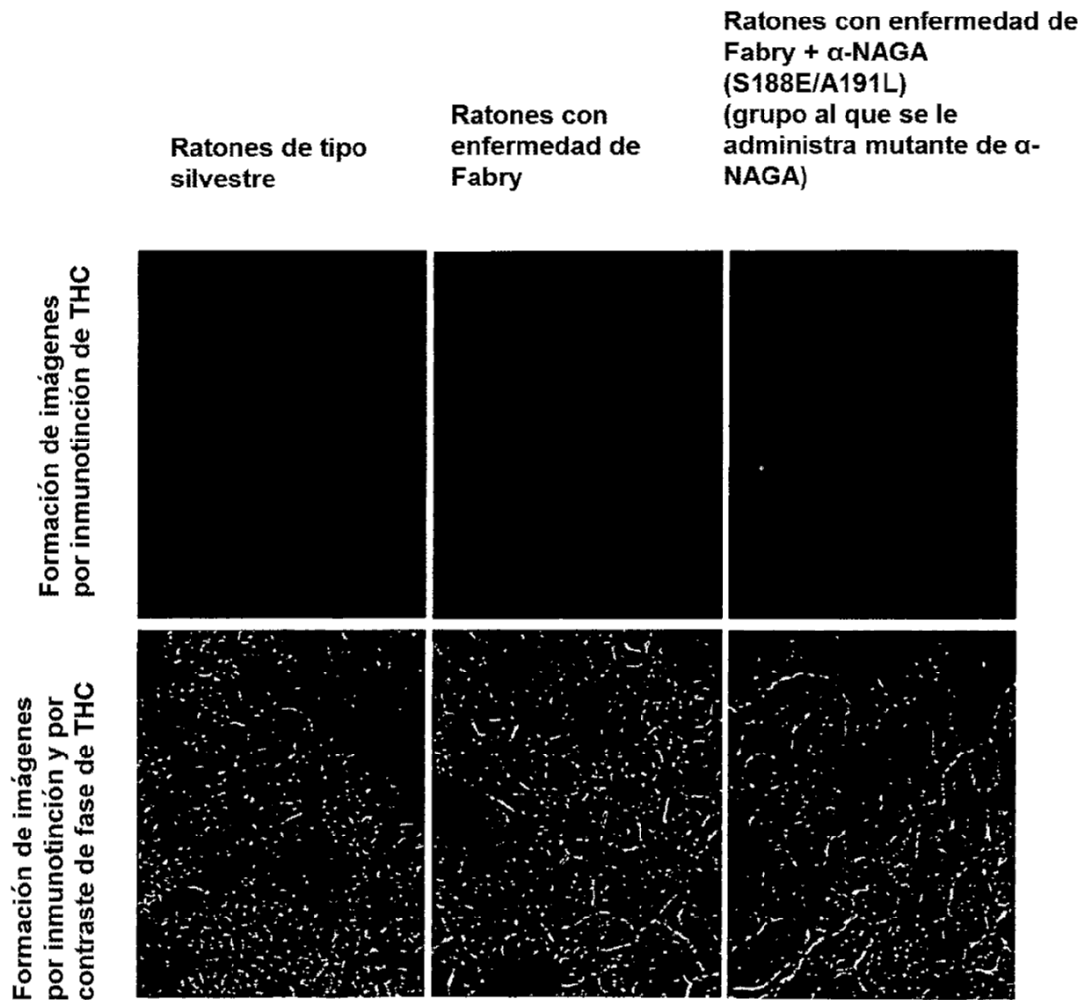 Ratones de tipo
silvestre
Ratones con
enfermedad de
Fabry
Ratones con enfermedad de
Fabry + α-NAGA
(S188E/A191L)
(grupo al que se le
administra mutante de α-
NAGA)
Formación de imágenes
por inmunotinción de THC
Formación de imágenes
por inmunotinción y por
contraste de fase de THC